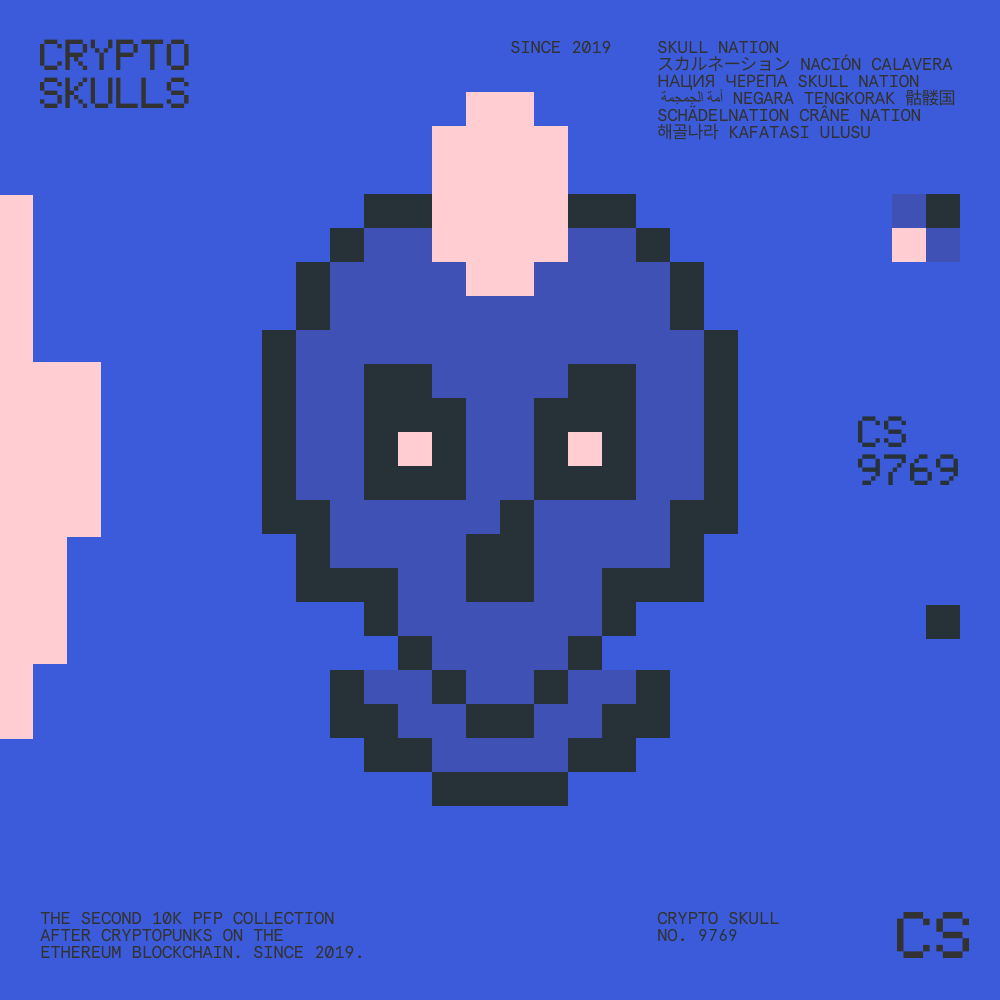 CRYPTO
SKULLS
SINCE 2019
SKULL NATION
スカルネーション NACIÓN CALAVERA
НАЦИЯ ЧЕРЕПА SKULL NATION
أمة الجمجمة NEGARA TENGKORAK 骷髅国
SCHÄDELNATION CRÂNE NATION
해골나라 KAFATASI ULUSU
CS
9769
THE SECOND 10K PFP COLLECTION
AFTER CRYPTOPUNKS ON THE
ETHEREUM BLOCKCHAIN. SINCE 2019.
CRYPTO SKULL
NO. 9769
CS